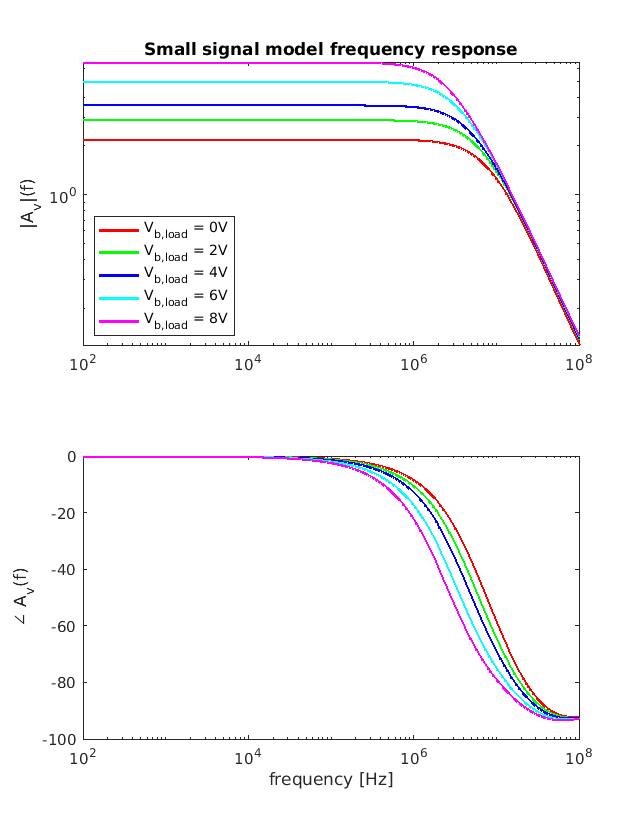 Small signal model frequency response
|A_v|(f)
10^0
V_b,load = 0V
V_b,load = 2V
V_b,load = 4V
V_b,load = 6V
V_b,load = 8V
10^2 10^4 10^6 10^8
∠ A_v(f)
0
-20
-40
-60
-80
-100
10^2 10^4 10^6 10^8
frequency [Hz]